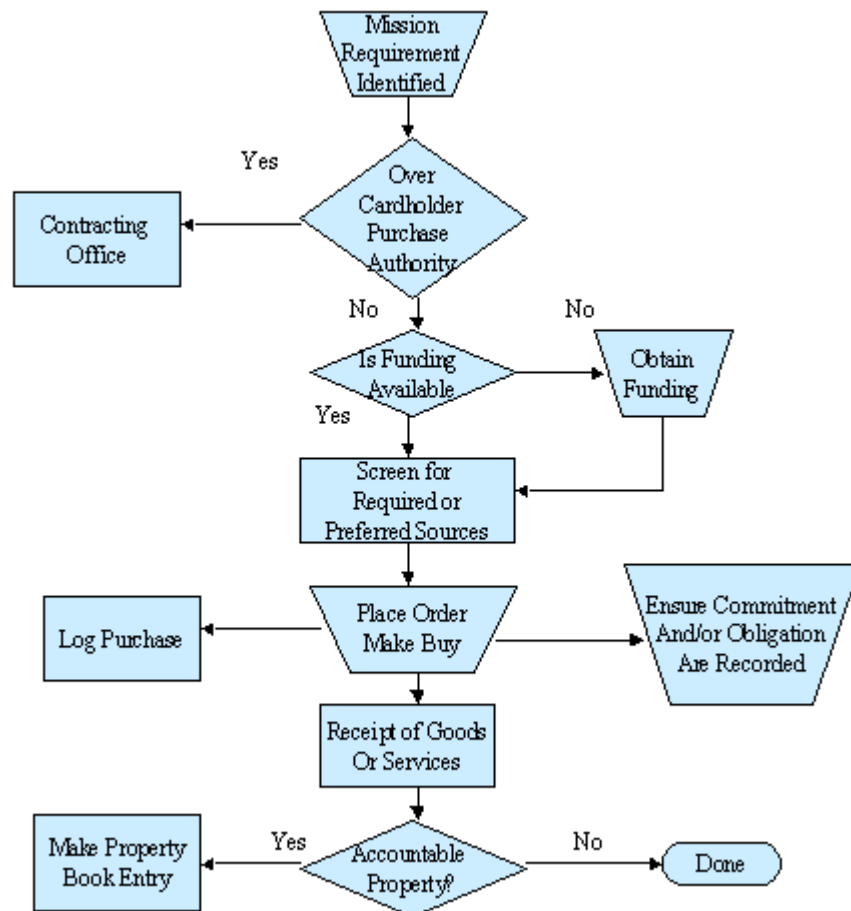 Mission
Requirement
Identified
Yes
Over
Cardholder
Purchase
Authority
Contracting
Office
No
No
Is Funding
Available
Obtain
Funding
Yes
Screen for
Required or
Preferred Sources
Log Purchase
Place Order
Make Buy
Ensure Commitment
And/or Obligation
Are Recorded
Receipt of Goods
Or Services
Make Property
Book Entry
Yes
Accountable
Property?
No
Done